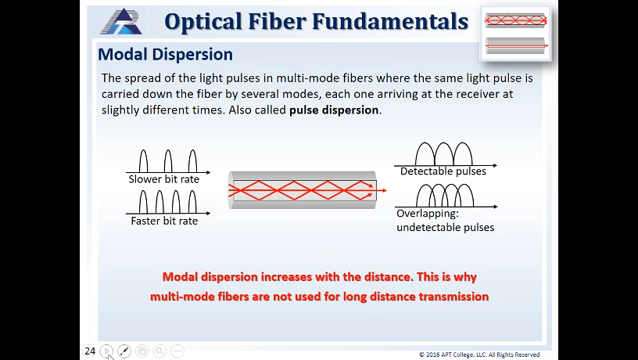 Optical Fiber Fundamentals
Modal Dispersion
The spread of the light pulses in multi-mode fibers where the same light pulse is
carried down the fiber by several modes, each one arriving at the receiver at
slightly different times. Also called pulse dispersion.
Slower bit rate
Faster bit rate
Detectable pulses
Overlapping:
undetectable pulses
Modal dispersion increases with the distance. This is why
multi-mode fibers are not used for long distance transmission
24
© 2016 APT College, LLC. All Rights Reserved